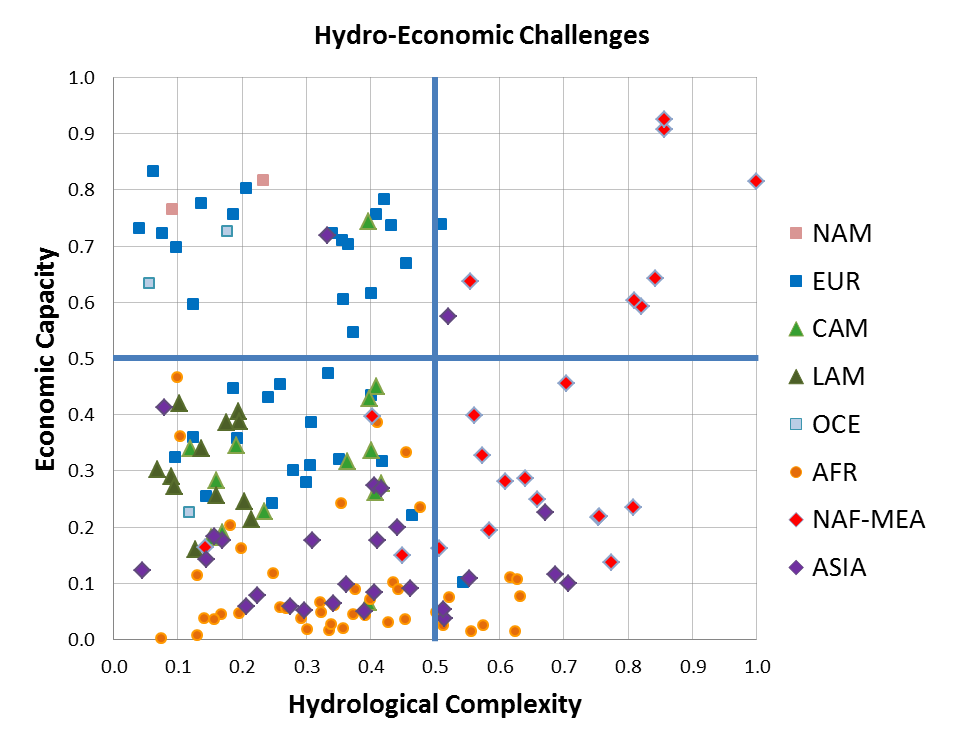 Hydro-Economic Challenges
Economic Capacity
1.0
0.9
0.8
0.7
0.6
0.5
0.4
0.3
0.2
0.1
0.0
0.0 0.1 0.2 0.3 0.4 0.5 0.6 0.7 0.8 0.9 1.0
Hydrological Complexity
NAM
EUR
CAM
LAM
OCE
AFR
NAF-MEA
ASIA